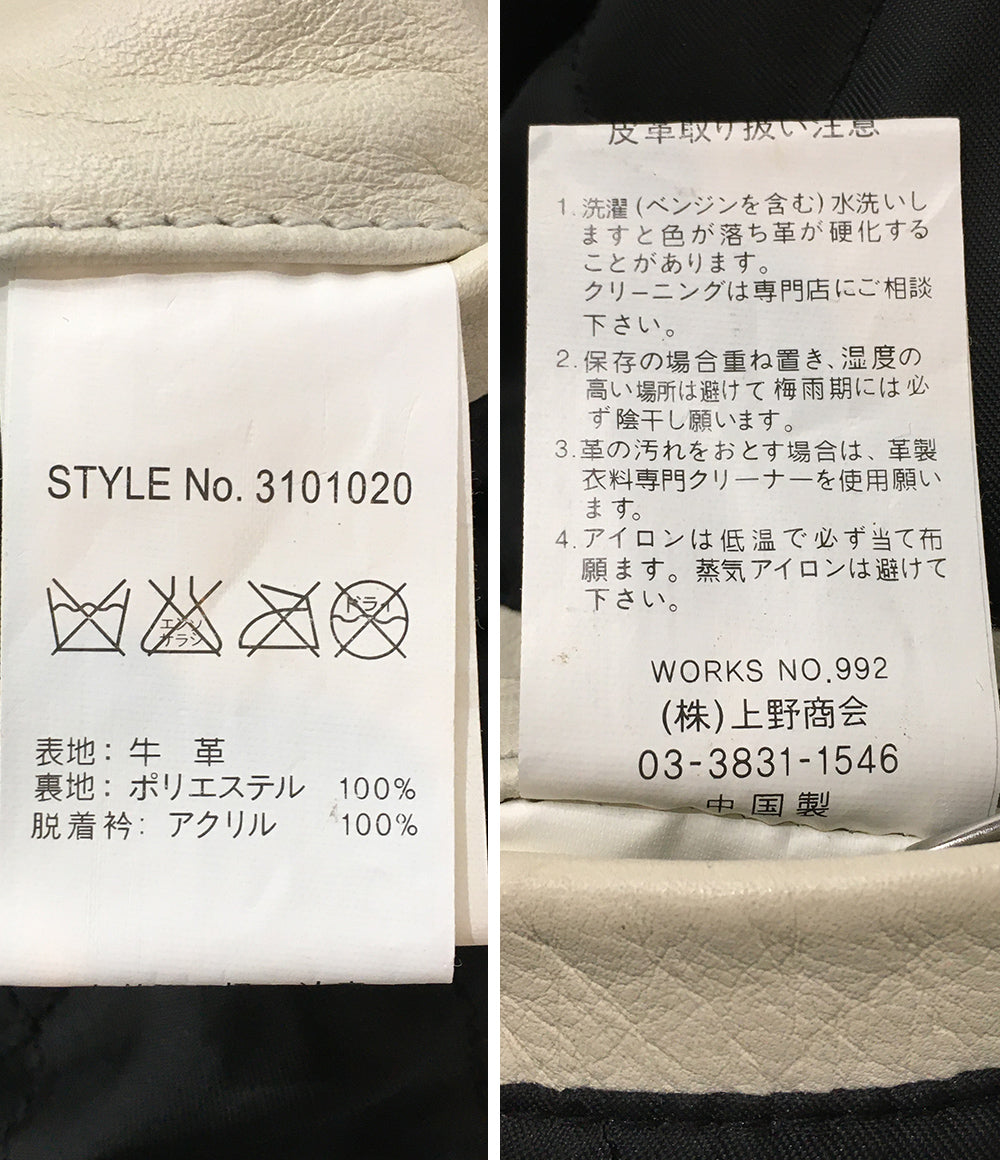 STYLE No. 3101020
エンソ
サラシ
ドライ
表地: 牛 革
裏地: ポリエステル 100%
脱着衿: アクリル 100%
皮革取り扱い注意
1. 洗濯(ベンジンを含む)水洗いし
ますと色が落ち革が硬化する
ことがあります。
クリーニングは専門店にご相談
下さい。
2. 保存の場合重ね置き、湿度の
高い場所は避けて梅雨期には必
ず陰干し願います。
3. 革の汚れをおとす場合は、革製
衣料専門クリーナーを使用願い
ます。
4. アイロンは低温で必ず当て布
願ます。蒸気アイロンは避けて
下さい。
WORKS NO.992
(株)上野商会
03-3831-1546
中国製